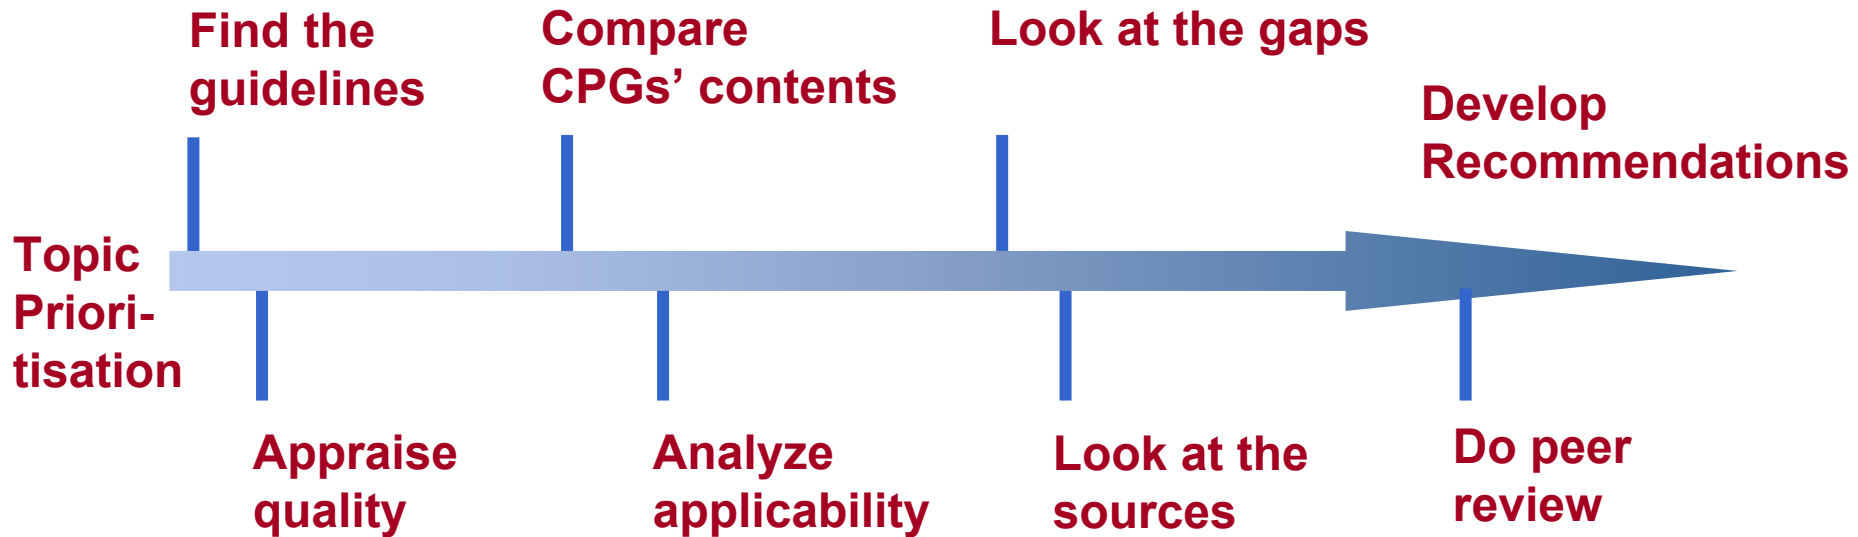 Find the
guidelines
Compare
CPGs’ contents
Look at the gaps
Develop
Recommendations
Topic
Priori-
tisation
Appraise
quality
Analyze
applicability
Look at the
sources
Do peer
review